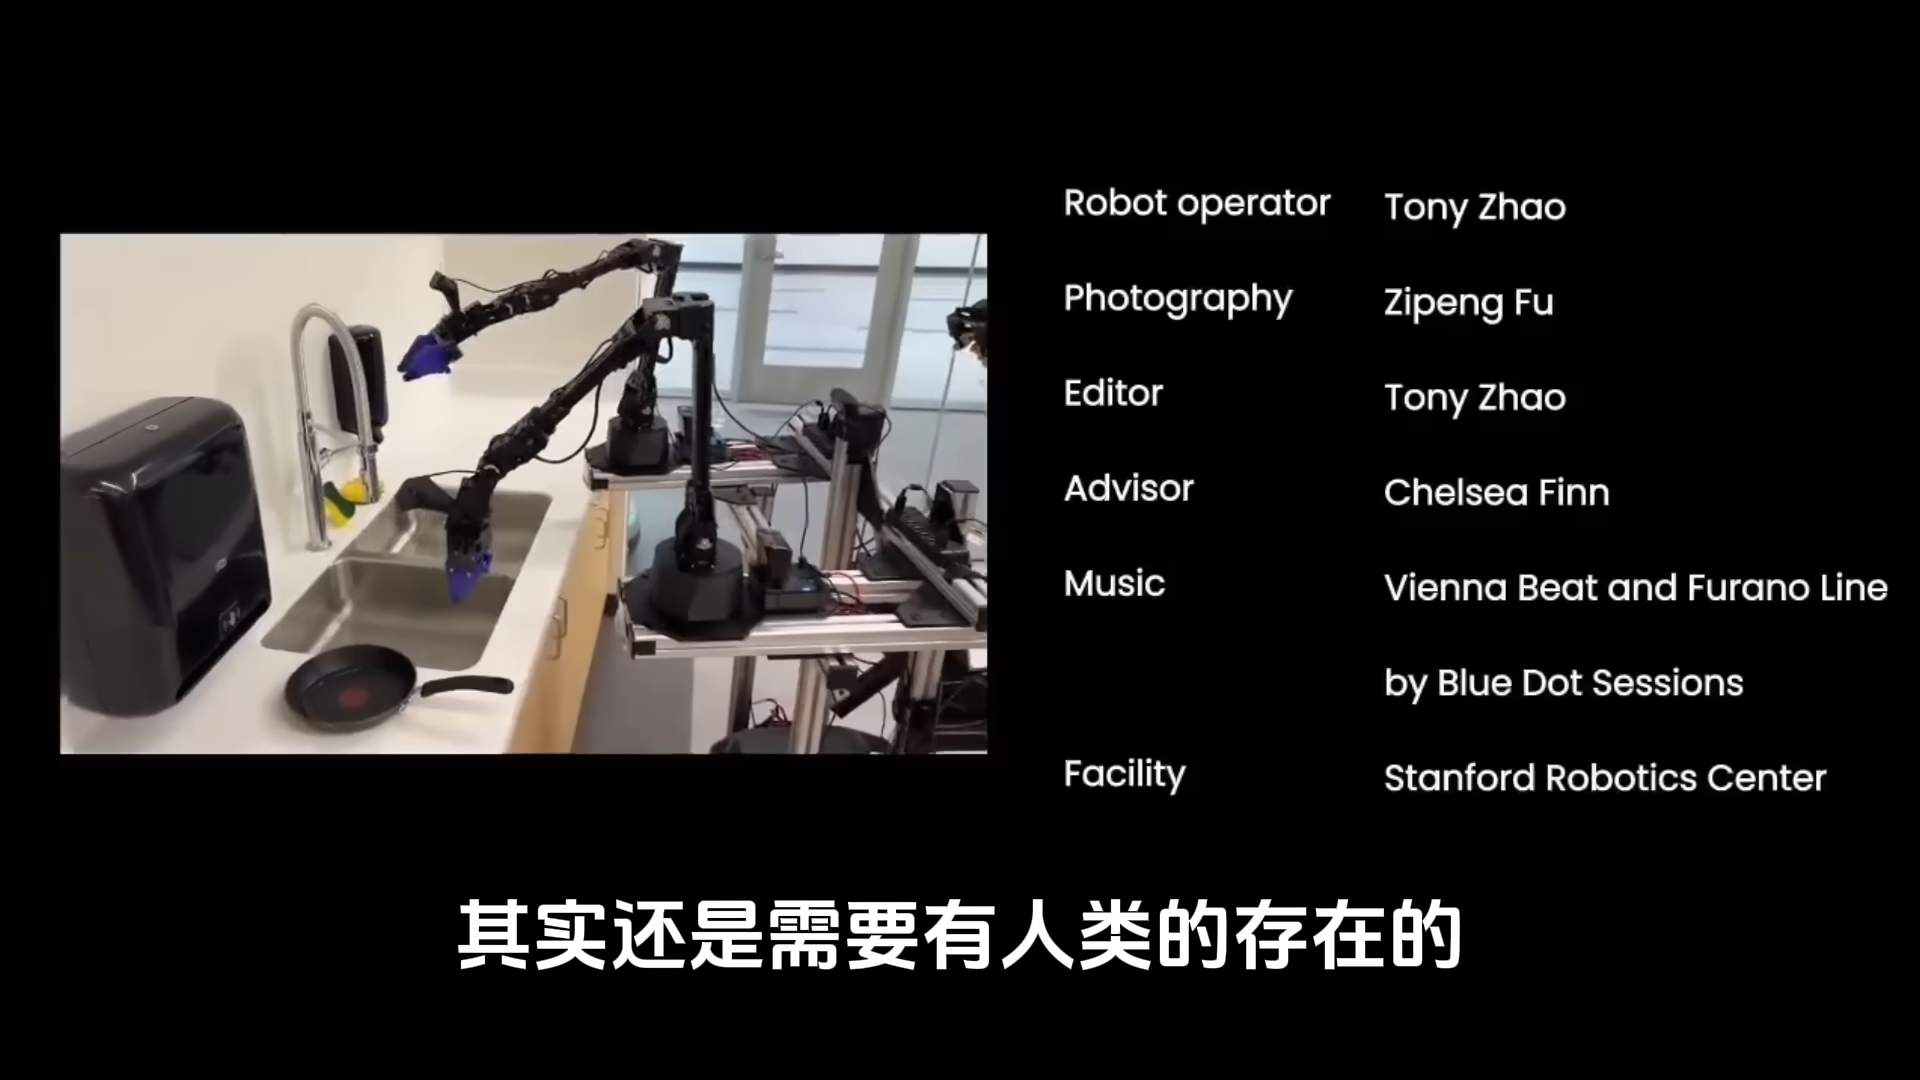 Robot operator Tony Zhao
Photography Zipeng Fu
Editor Tony Zhao
Advisor Chelsea Finn
Music Vienna Beat and Furano Line
by Blue Dot Sessions
Facility Stanford Robotics Center
其实还是需要有人类的存在的